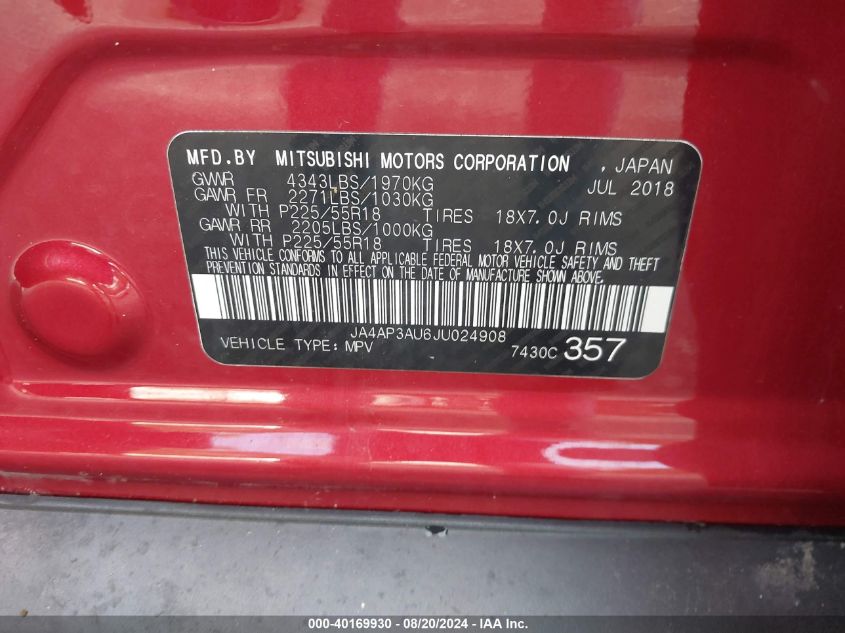 MFD.BY MITSUBISHI MOTORS CORPORATION , JAPAN
GVWR 4343LBS/1970KG JUL 2018
GAWR FR 2271LBS/1030KG
WITH P225/55R18 TIRES 18X7.0J RIMS
GAWR RR 2205LBS/1000KG
WITH P225/55R18 TIRES 18X7.0J RIMS
THIS VEHICLE CONFORMS TO ALL APPLICABLE FEDERAL MOTOR VEHICLE SAFETY AND THEFT
PREVENTION STANDARDS IN EFFECT ON THE DATE OF MANUFACTURE SHOWN ABOVE.
JA4AP3AU6JU024908
VEHICLE TYPE: MPV 7430C 357
000-40169930 - 08/20/2024 - IAAI.com